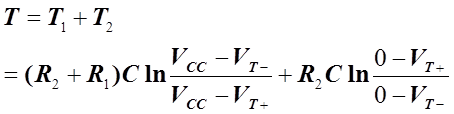 T = T₁ + T₂
= (R₂ + R₁)C ln (V_CC − V_T−)/(V_CC − V_T+) + R₂C ln (0 − V_T+)/(0 − V_T−)